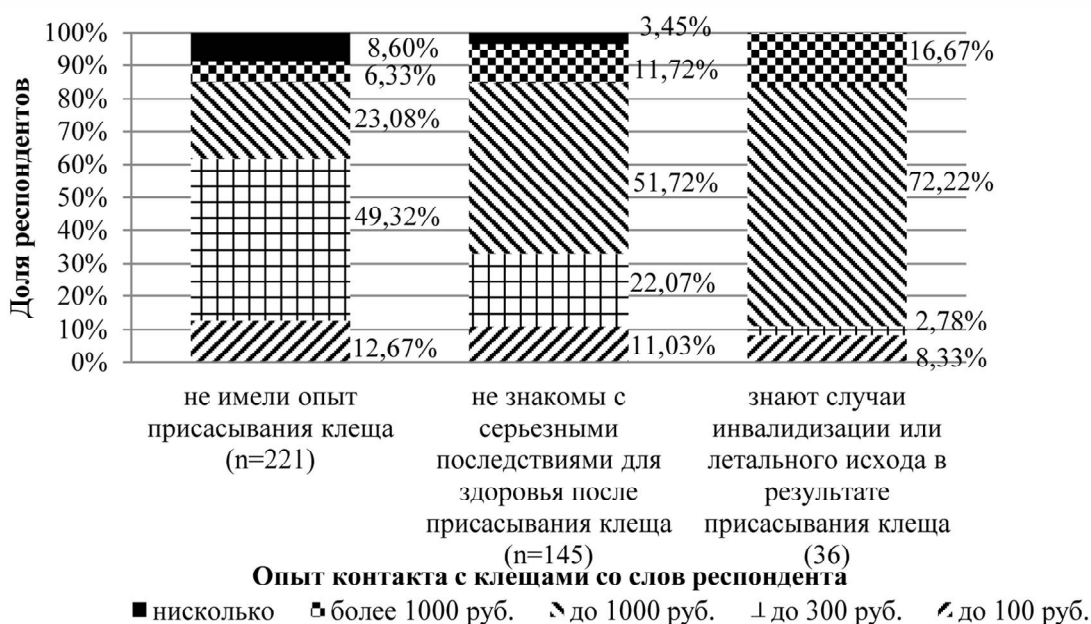 Доля респондентов
100%
90%
80%
70%
60%
50%
40%
30%
20%
10%
0%
8,60%
6,33%
23,08%
49,32%
12,67%
3,45%
11,72%
51,72%
22,07%
11,03%
16,67%
72,22%
2,78%
8,33%
не имели опыт
присасывания клеща
(n=221)
не знакомы с
серьезными
последствиями для
здоровья после
присасывания клеща
(n=145)
знают случаи
инвалидизации или
летального исхода в
результате
присасывания клеща
(36)
Опыт контакта с клещами со слов респондента
нисколько более 1000 руб. до 1000 руб. до 300 руб. до 100 руб.